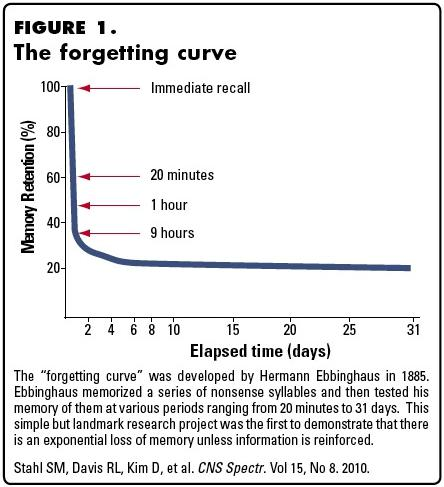 FIGURE 1.
The forgetting curve
100
Immediate recall
80
60
20 minutes
1 hour
40
9 hours
20
Memory Retention (%)
2 4 6 8 10 15 20 25 31
Elapsed time (days)
The “forgetting curve” was developed by Hermann Ebbinghaus in 1885.
Ebbinghaus memorized a series of nonsense syllables and then tested his
memory of them at various periods ranging from 20 minutes to 31 days. This
simple but landmark research project was the first to demonstrate that there
is an exponential loss of memory unless information is reinforced.
Stahl SM, Davis RL, Kim D, et al. CNS Spectr. Vol 15, No 8. 2010.